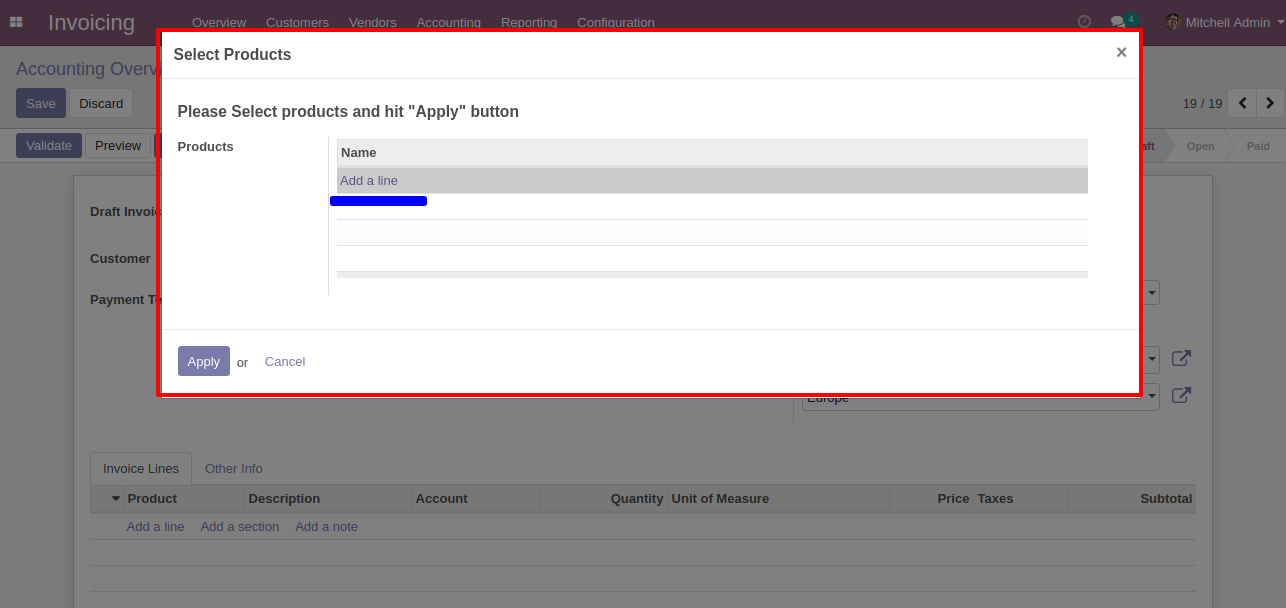 Invoicing Overview Customers Vendors Accounting Reporting Configuration 4 Mitchell Admin
Select Products ×
Accounting Overvi
Save Discard 19 / 19
Please Select products and hit "Apply" button
Validate Preview Products Name aft Open Paid
Add a line
Draft Invoic
Customer
Payment Te
Apply or Cancel
Europe
Invoice Lines Other Info
Product Description Account Quantity Unit of Measure Price Taxes Subtotal
Add a line Add a section Add a note